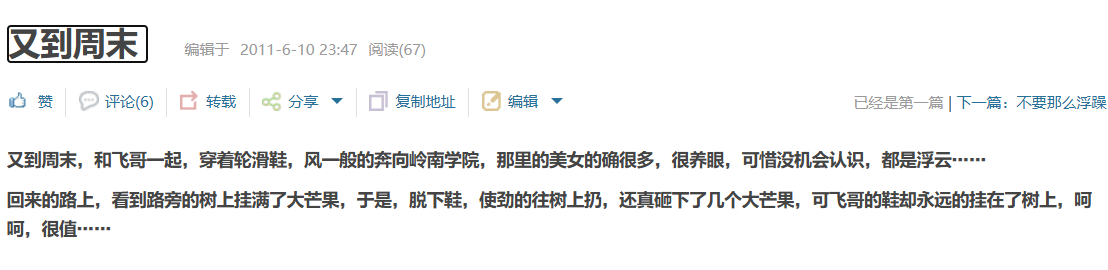 又到周末 编辑于 2011-6-10 23:47 阅读(67)
赞 评论(6) 转载 分享 复制地址 编辑 已经是第一篇 | 下一篇：不要那么浮躁
又到周末，和飞哥一起，穿着轮滑鞋，风一般的奔向岭南学院，那里的美女的确很多，很养眼，可惜没机会认识，都是浮云……
回来的路上，看到路旁的树上挂满了大芒果，于是，脱下鞋，使劲的往树上扔，还真砸下了几个大芒果，可飞哥的鞋却永远的挂在了树上，呵
呵，很值……